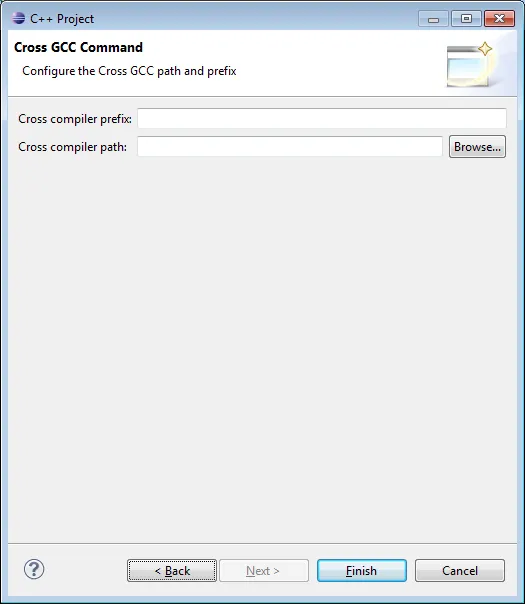 C++ Project
Cross GCC Command
Configure the Cross GCC path and prefix
Cross compiler prefix:
Cross compiler path:
Browse...
?
< Back
Next >
Finish
Cancel